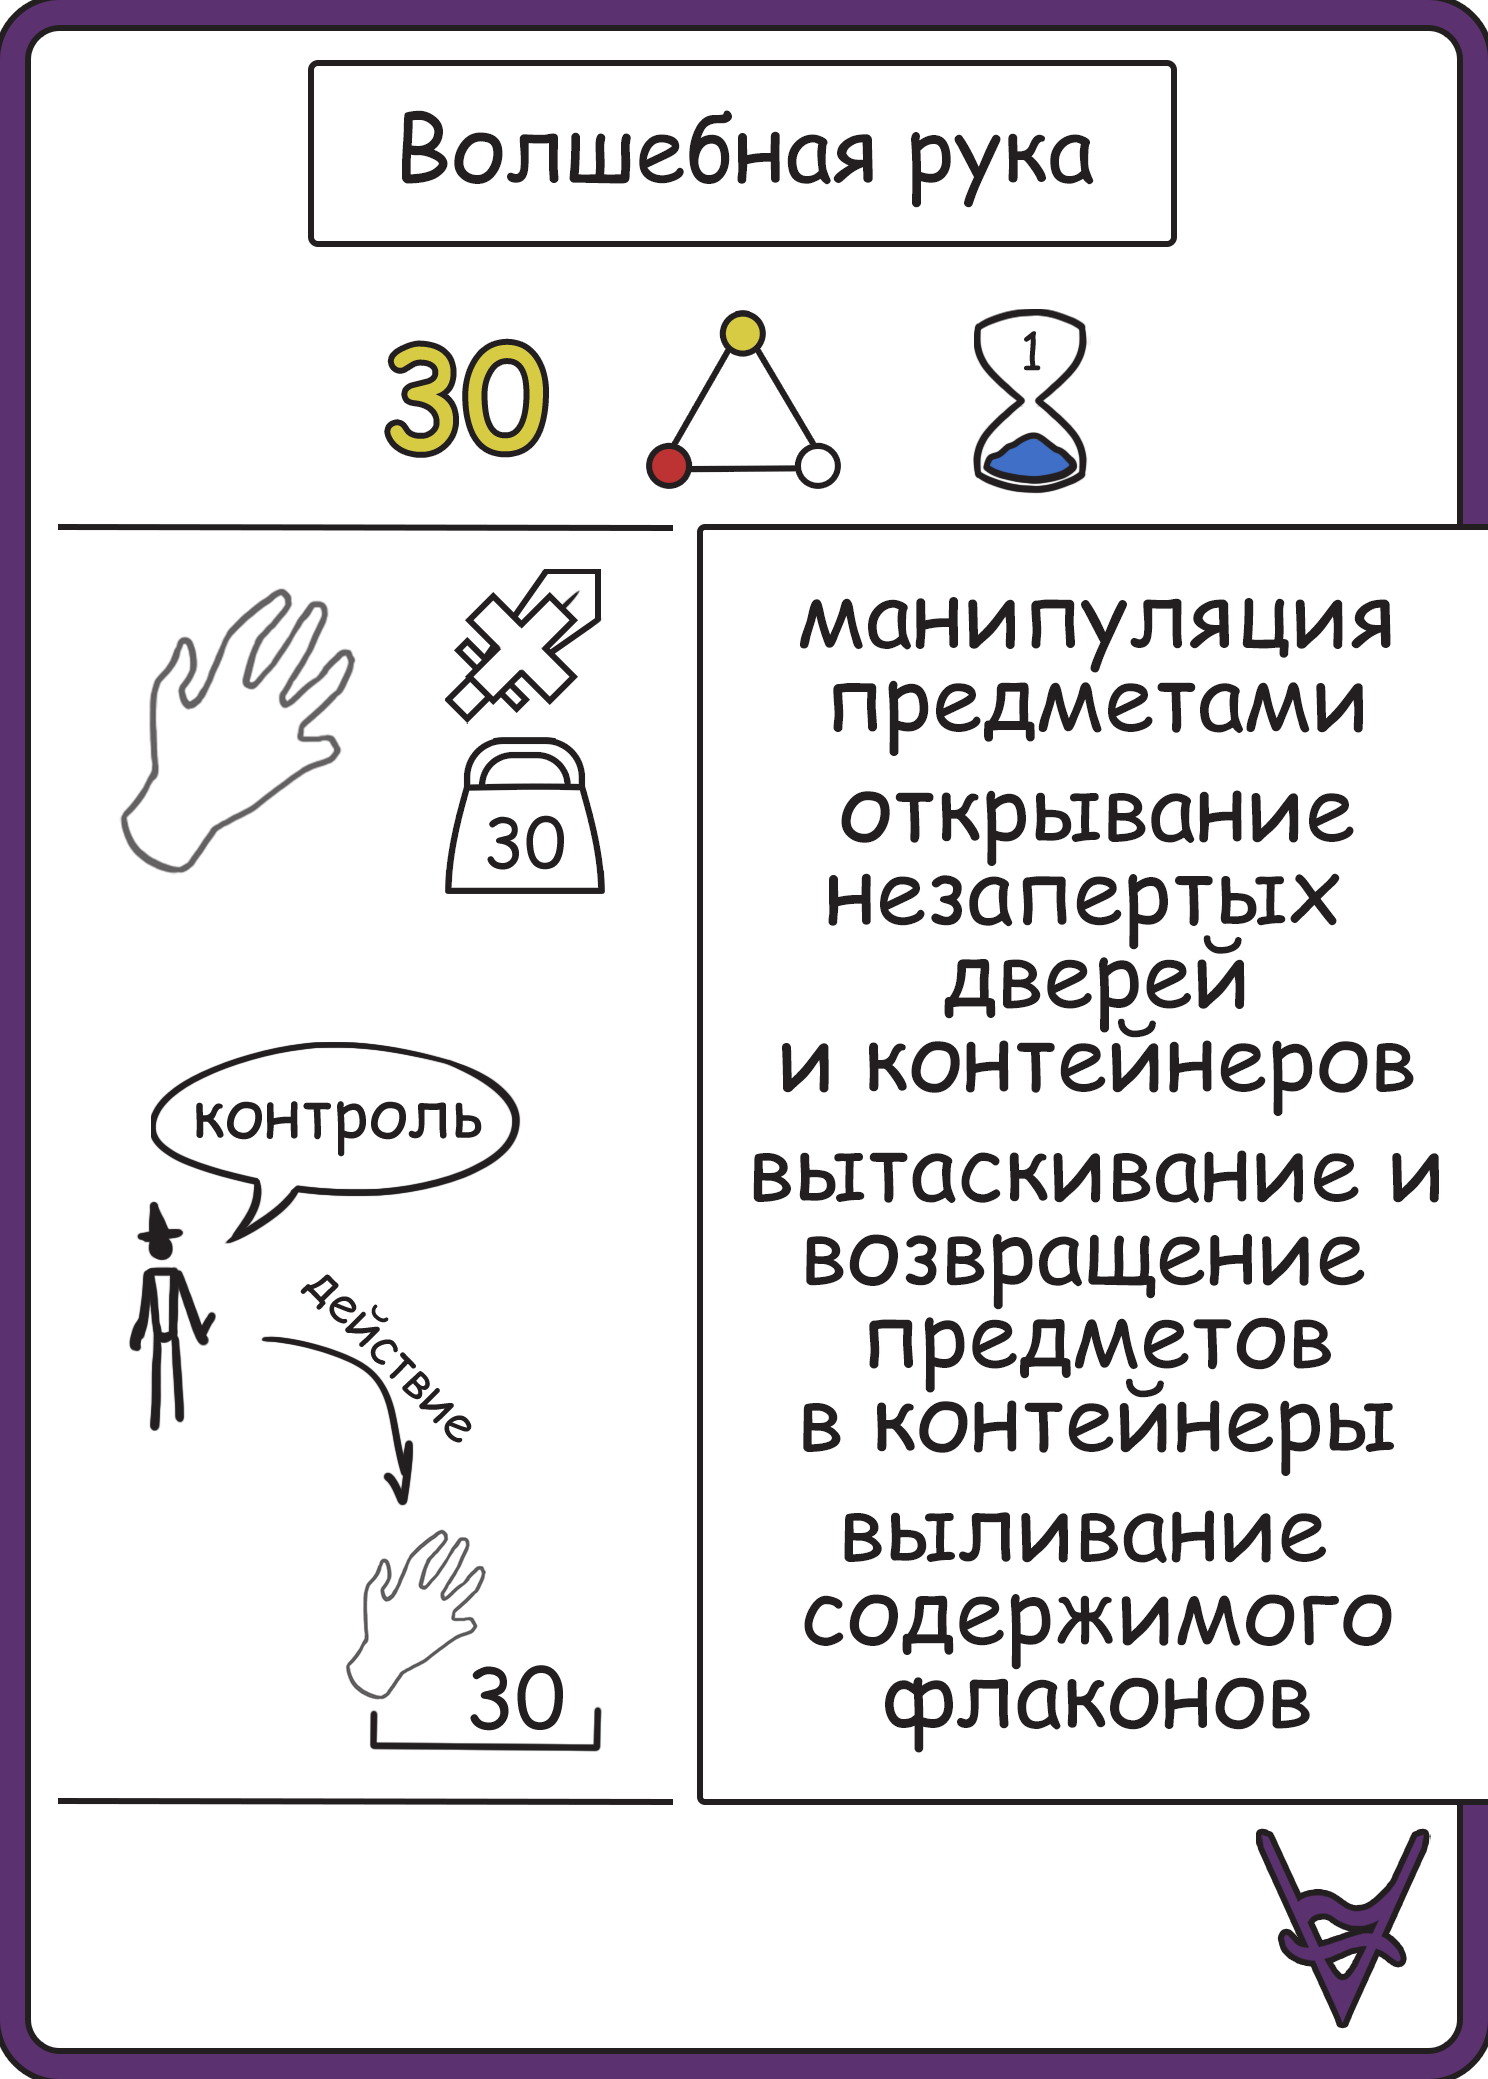 Волшебная рука
30
1
30
контроль
действие
30
манипуляция
предметами
открывание
незапертых
дверей
и контейнеров
вытаскивание и
возвращение
предметов
в контейнеры
выливание
содержимого
флаконов